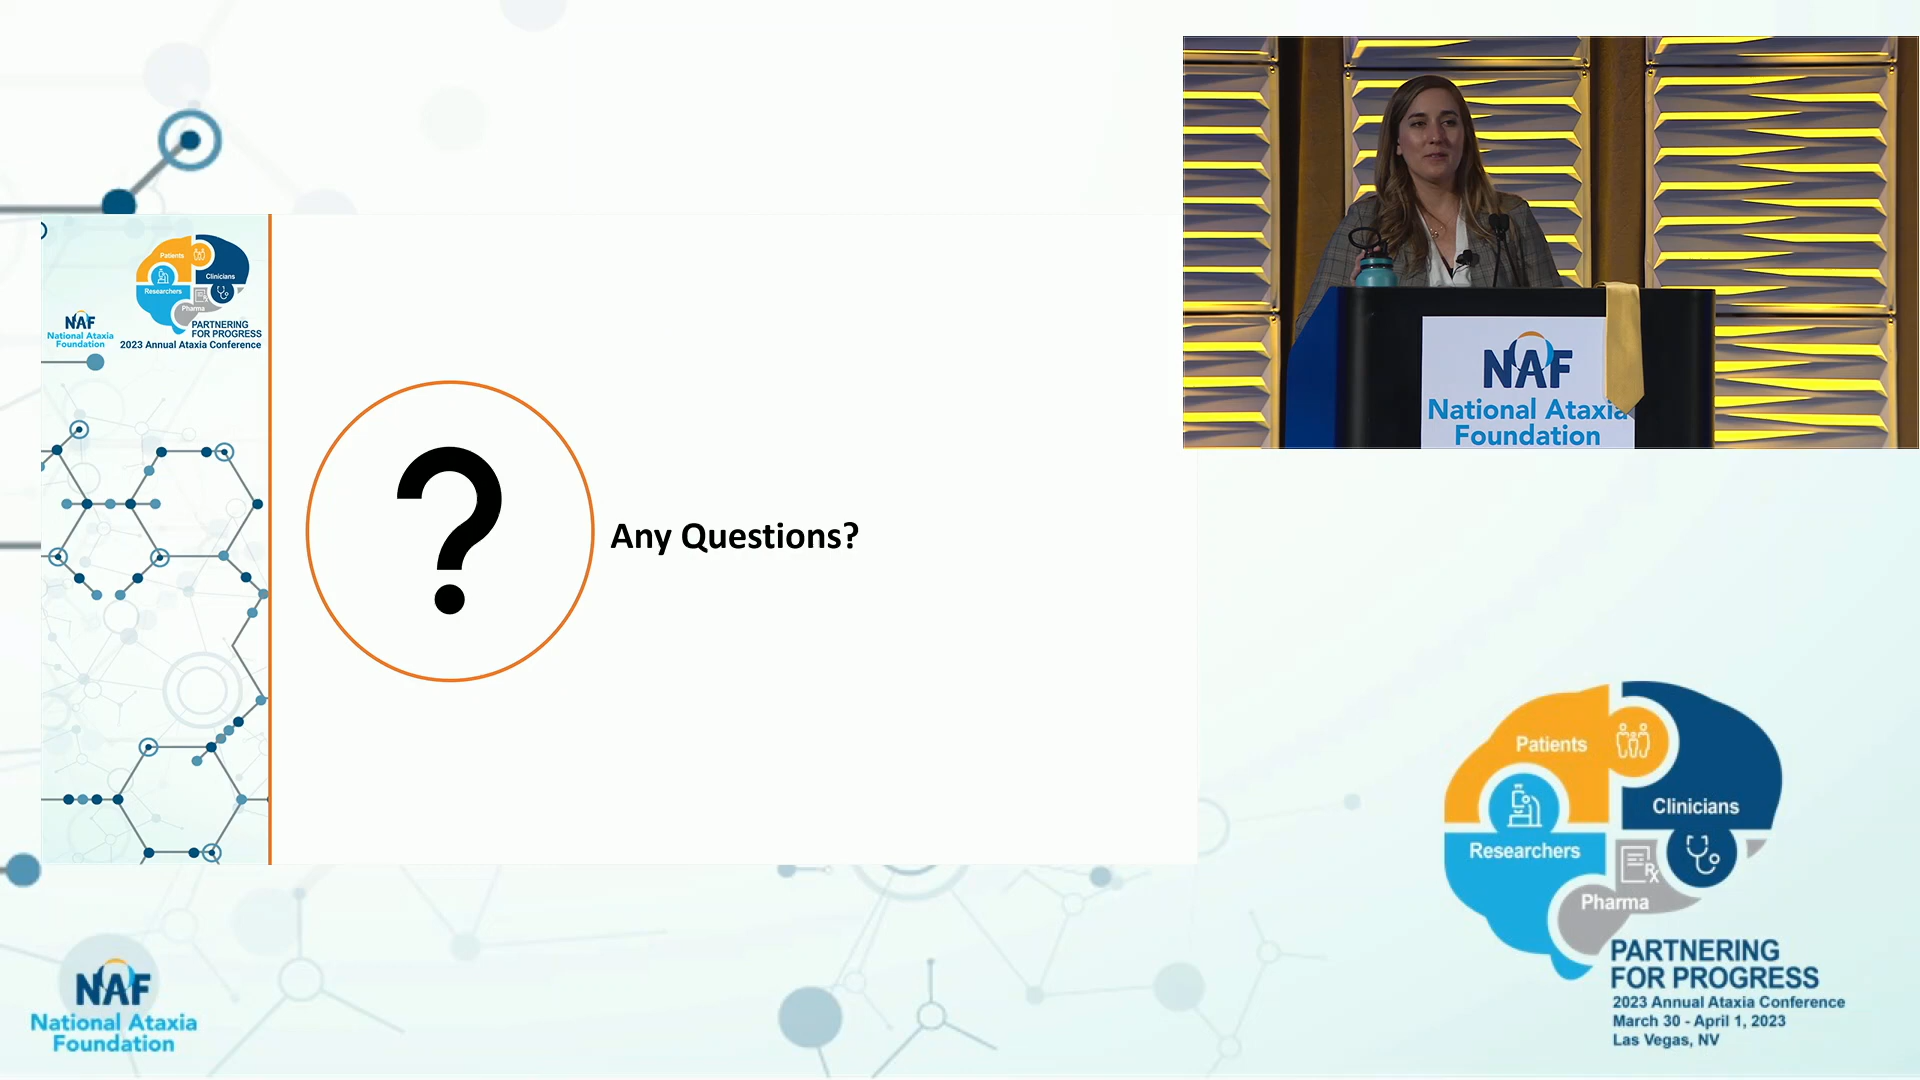 Patients
Clinicians
Researchers
Pharma
NAF
National Ataxia
Foundation
PARTNERING
FOR PROGRESS
2023 Annual Ataxia Conference
?
Any Questions?
NAF
National Ataxia
Foundation
Patients
Clinicians
Researchers
Rx
Pharma
PARTNERING
FOR PROGRESS
2023 Annual Ataxia Conference
March 30 - April 1, 2023
Las Vegas, NV
NAF
National Ataxia
Foundation